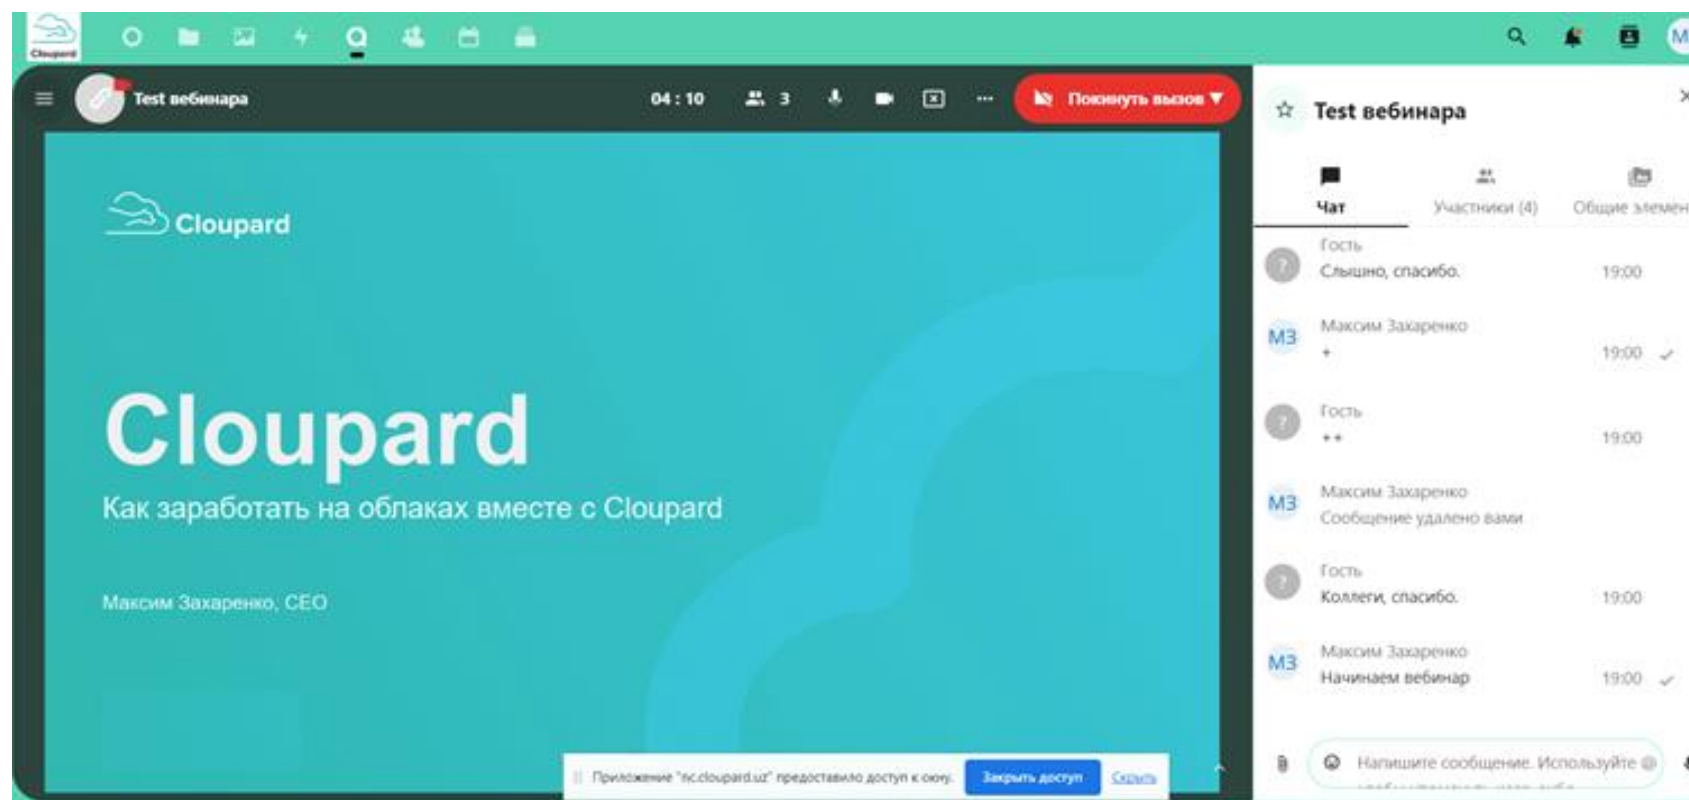 Cloupard
Test вебинара
04 : 10
3
Покинуть вызов
Cloupard
Cloupard
Как заработать на облаках вместе с Cloupard
Максим Захаренко, CEO
Приложение "nc.cloupard.uz" предоставило доступ к окну.
Закрыть доступ
Скрыть
М
Test вебинара
Чат
Участники (4)
Общие элемен
Гость
Слышно, спасибо.
19:00
МЗ
Максим Захаренко
+
19:00
Гость
++
19:00
МЗ
Максим Захаренко
Сообщение удалено вами
Гость
Коллеги, спасибо.
19:00
МЗ
Максим Захаренко
Начинаем вебинар
19:00
Напишите сообщение. Используйте @